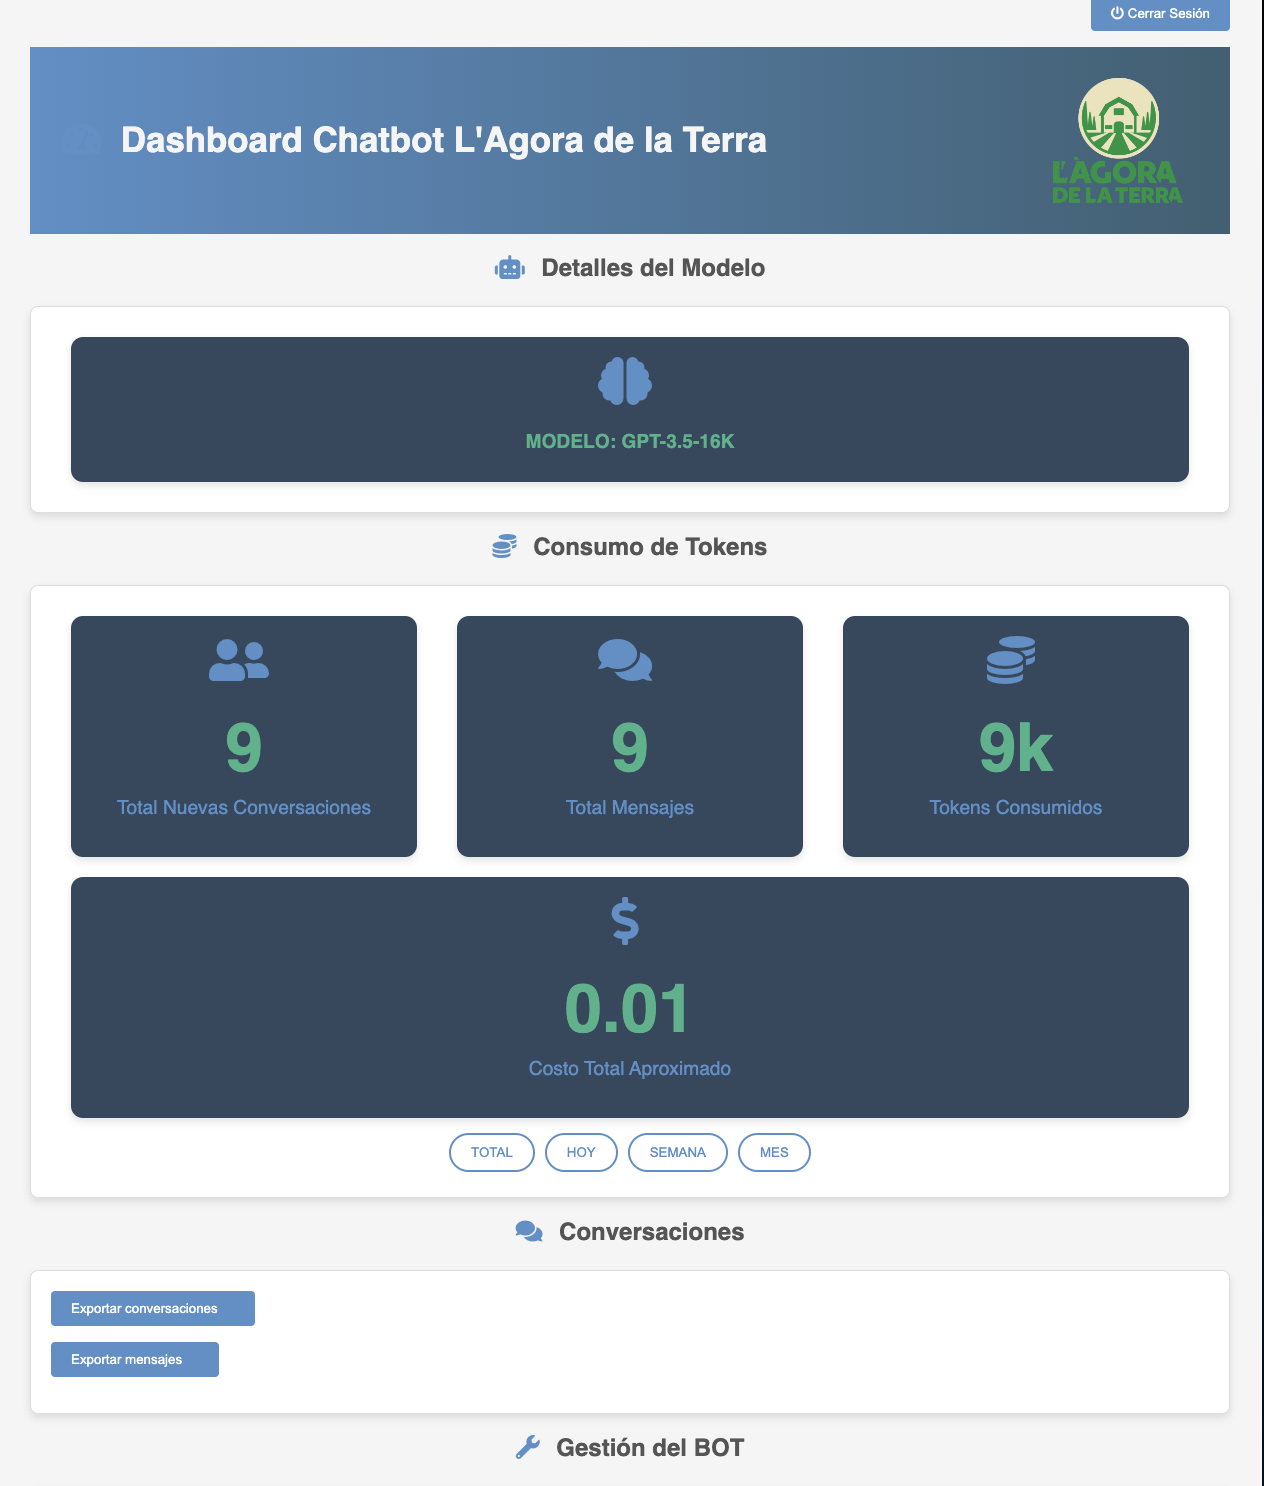 Cerrar Sesión
Dashboard Chatbot L'Agora de la Terra
L'ÀGORA
DE LA TERRA
Detalles del Modelo
MODELO: GPT-3.5-16K
Consumo de Tokens
9
Total Nuevas Conversaciones
9
Total Mensajes
9k
Tokens Consumidos
$
0.01
Costo Total Aproximado
TOTAL HOY SEMANA MES
Conversaciones
Exportar conversaciones
Exportar mensajes
Gestión del BOT